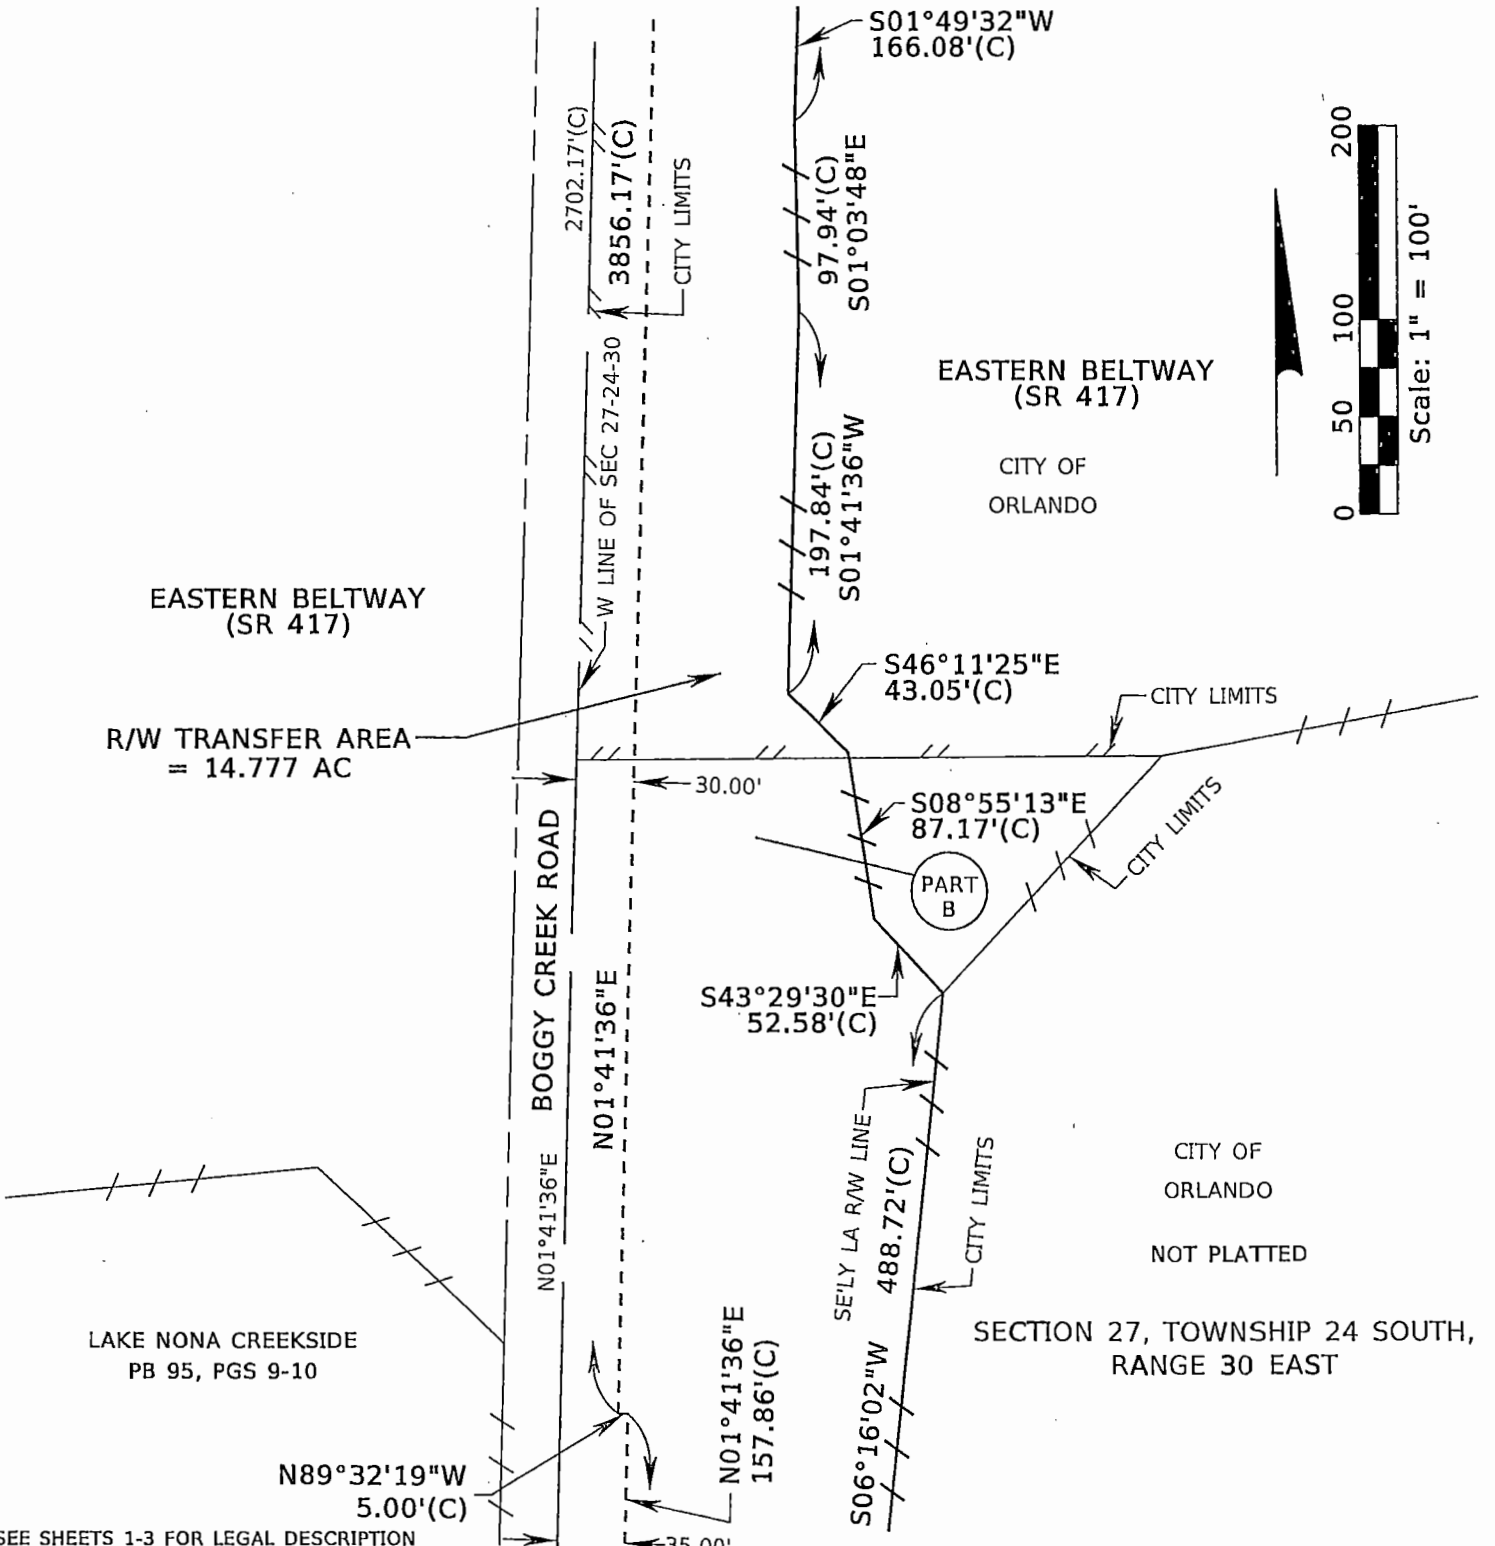 S01°49'32"W
166.08'(C)
2702.17'(C)
3856.17'(C)
CITY LIMITS
97.94'(C)
S01°03'48"E
200
100
50
0
Scale: 1" = 100'
EASTERN BELTWAY
(SR 417)
CITY OF
ORLANDO
W LINE OF SEC 27-24-30
197.84'(C)
S01°41'36"W
EASTERN BELTWAY
(SR 417)
S46°11'25"E
43.05'(C)
CITY LIMITS
R/W TRANSFER AREA
= 14.777 AC
30.00'
S08°55'13"E
87.17'(C)
CITY LIMITS
PART
B
BOGGY CREEK ROAD
N01°41'36"E
S43°29'30"E
52.58'(C)
N01°41'36"E
SE'LY LA R/W LINE
488.72'(C)
S06°16'02"W
CITY LIMITS
CITY OF
ORLANDO
NOT PLATTED
SECTION 27, TOWNSHIP 24 SOUTH,
RANGE 30 EAST
LAKE NONA CREEKSIDE
PB 95, PGS 9-10
N01°41'36"E
157.86'(C)
N89°32'19"W
5.00'(C)
SEE SHEETS 1-3 FOR LEGAL DESCRIPTION
35.00'